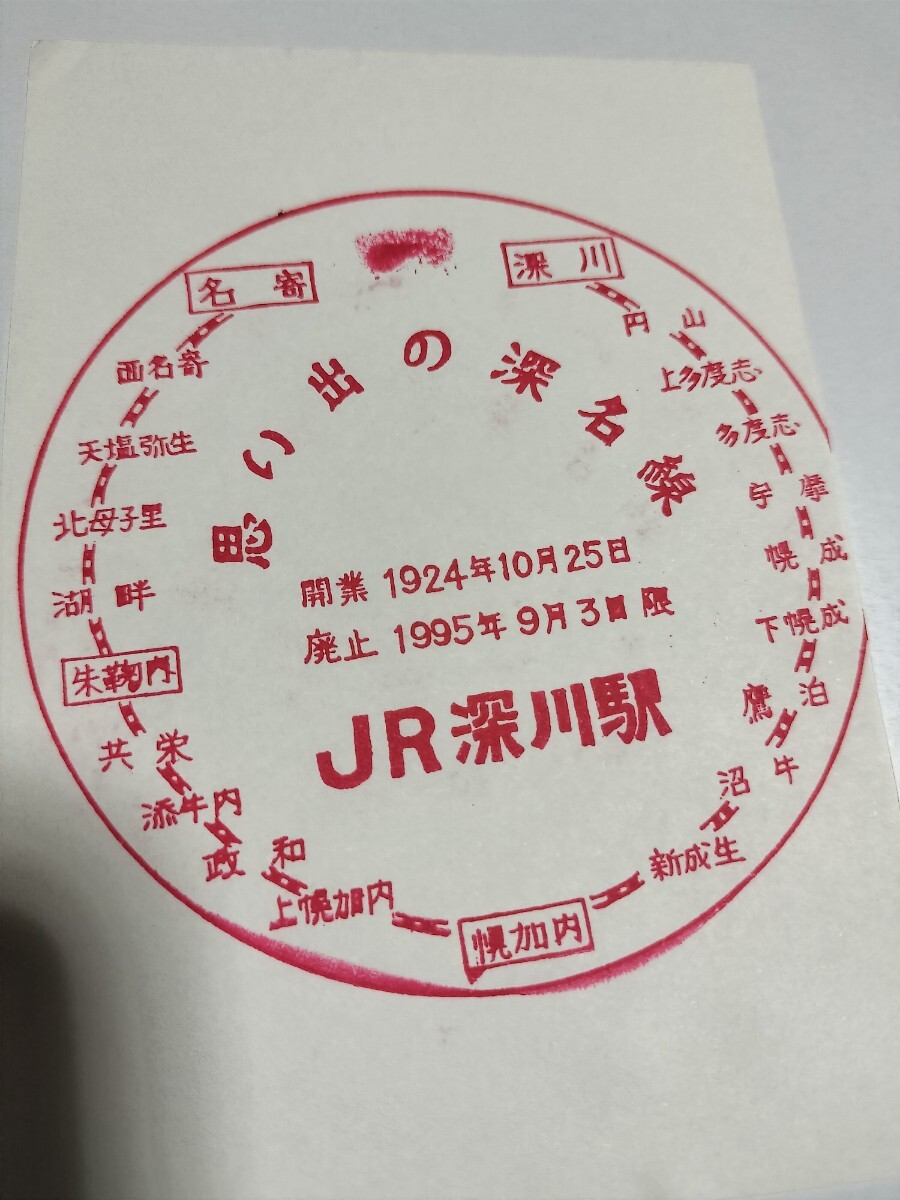 思い出の深名線
開業 1924年10月25日
廃止 1995年9月3日限
JR深川駅
深川
円山
上多度志
多度志
宇摩
幌成
下幌成
鷹泊
沼牛
新成生
幌加内
上幌加内
政和
添牛内
共栄
朱鞠内
湖畔
北母子里
天塩弥生
西名寄
名寄